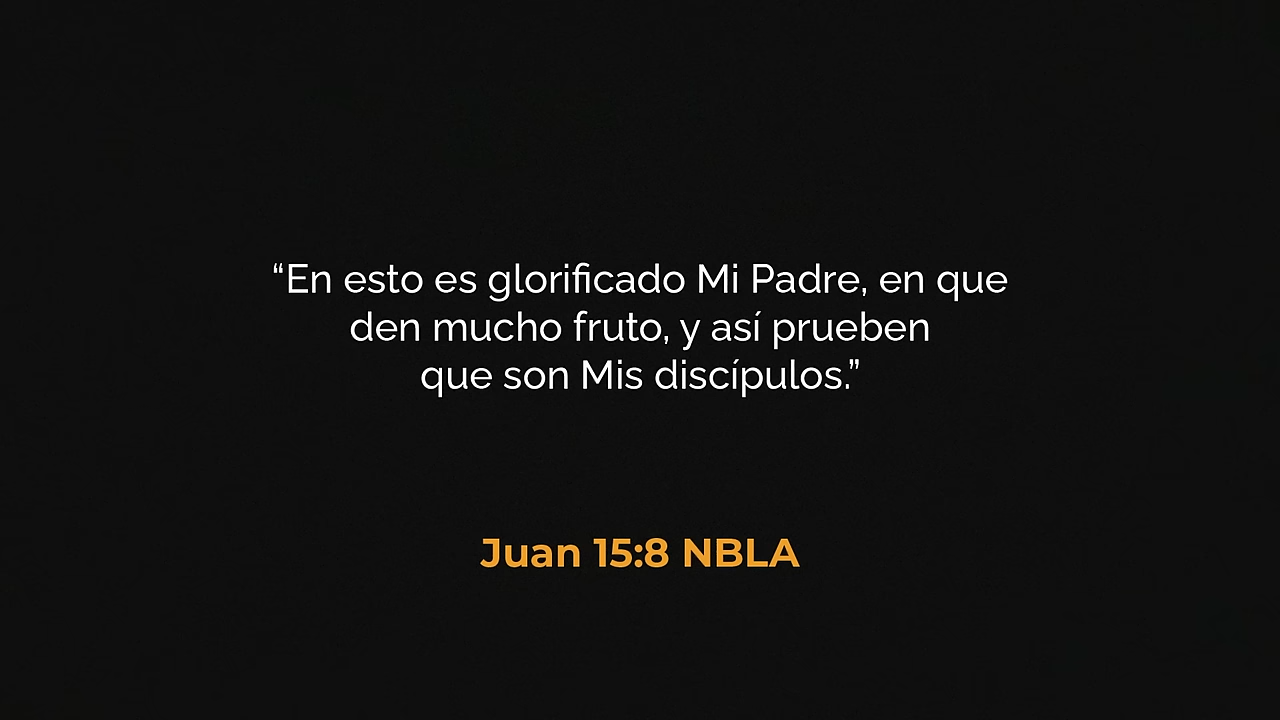 “En esto es glorificado Mi Padre, en que
den mucho fruto, y así prueben
que son Mis discípulos.”
Juan 15:8 NBLA